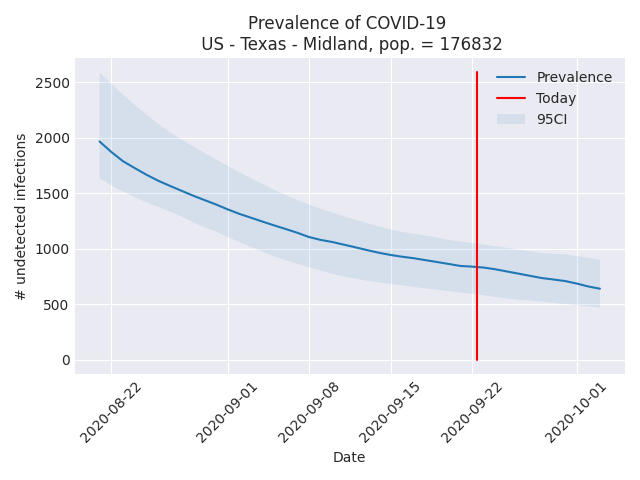 Prevalence of COVID-19
US - Texas - Midland, pop. = 176832
Prevalence
Today
95CI
# undetected infections
2500
2000
1500
1000
500
0
2020-08-22
2020-09-01
2020-09-08
2020-09-15
2020-09-22
2020-10-01
Date